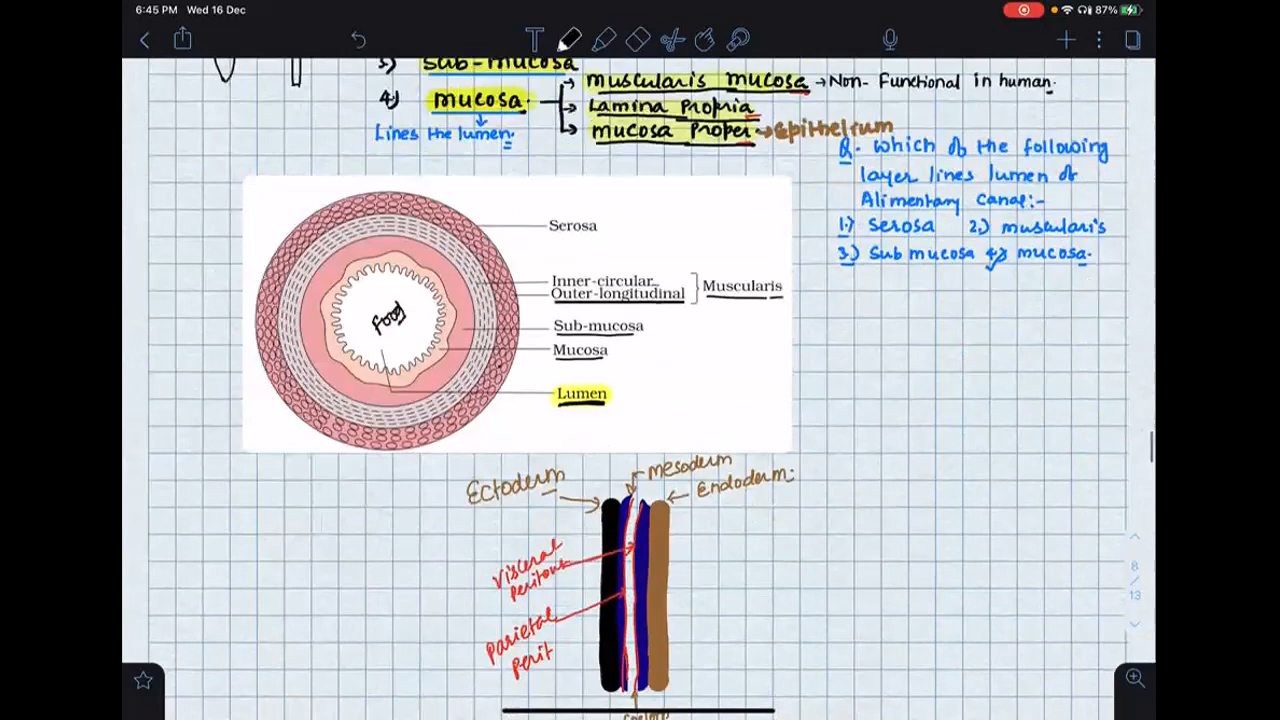 6:45 PM Wed 16 Dec
87%
3) Sub-mucosa
4) mucosa.
Lines the lumen.
muscularis mucosa → Non-Functional in human.
Lamina Propria
mucosa Proper → Epithelium
Q. which of the following
layer lines lumen of
Alimentary canal:-
1.) Serosa 2.) muscularis
3.) Sub mucosa 4.) mucosa.
Serosa
Inner-circular
Outer-longitudinal
Muscularis
Sub-mucosa
Mucosa
Lumen
Food
Ectoderm
mesoderm
Endoderm:
visceral
parietal
perit
8
/
13